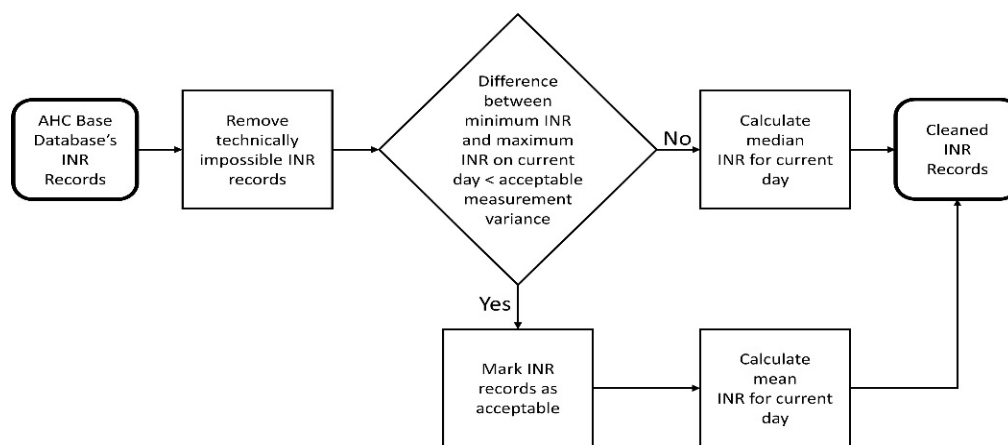 AHC Base
Database's
INR
Records
Remove
technically
impossible INR
records
Difference
between
minimum INR
and maximum
INR on current
day < acceptable
measurement
variance
No
Calculate
median
INR for current
day
Cleaned
INR
Records
Yes
Mark INR
records as
acceptable
Calculate
mean
INR for current
day